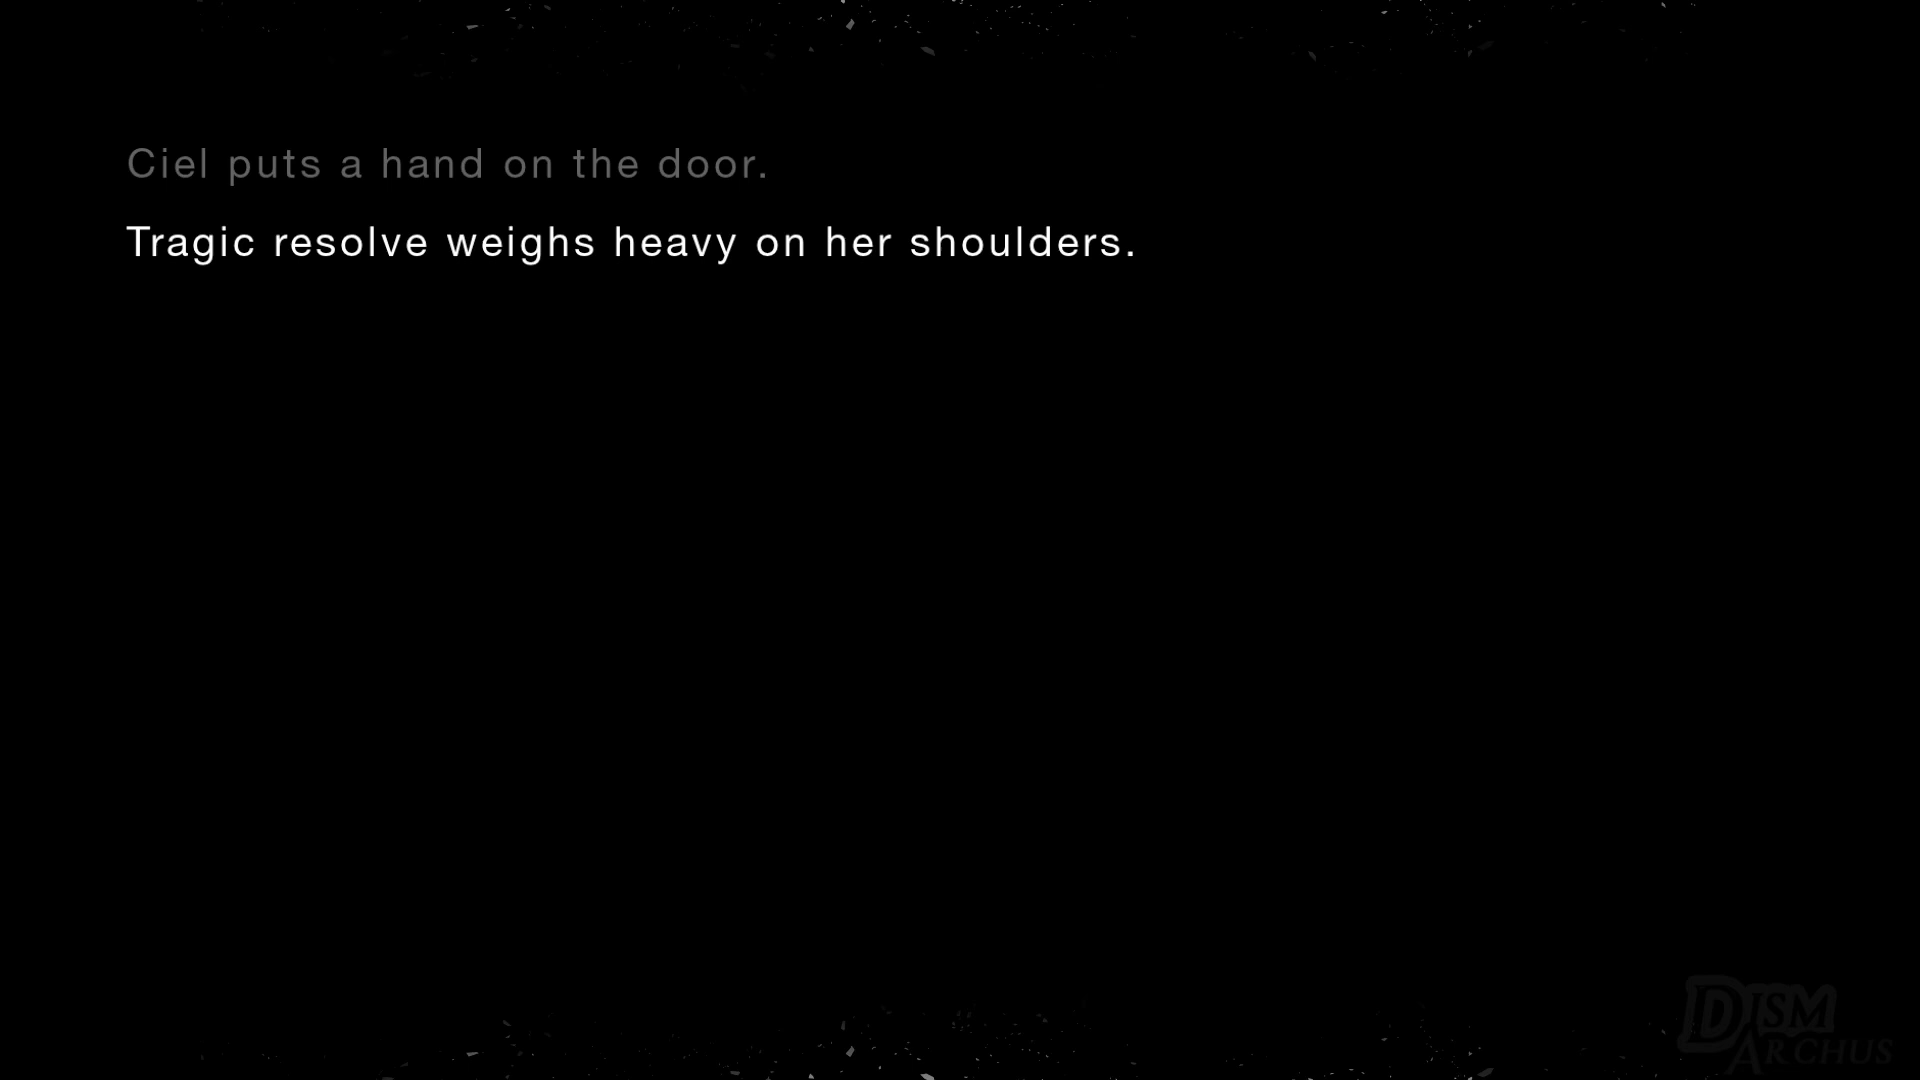 Ciel puts a hand on the door.
Tragic resolve weighs heavy on her shoulders.
DISM
ARCHUS